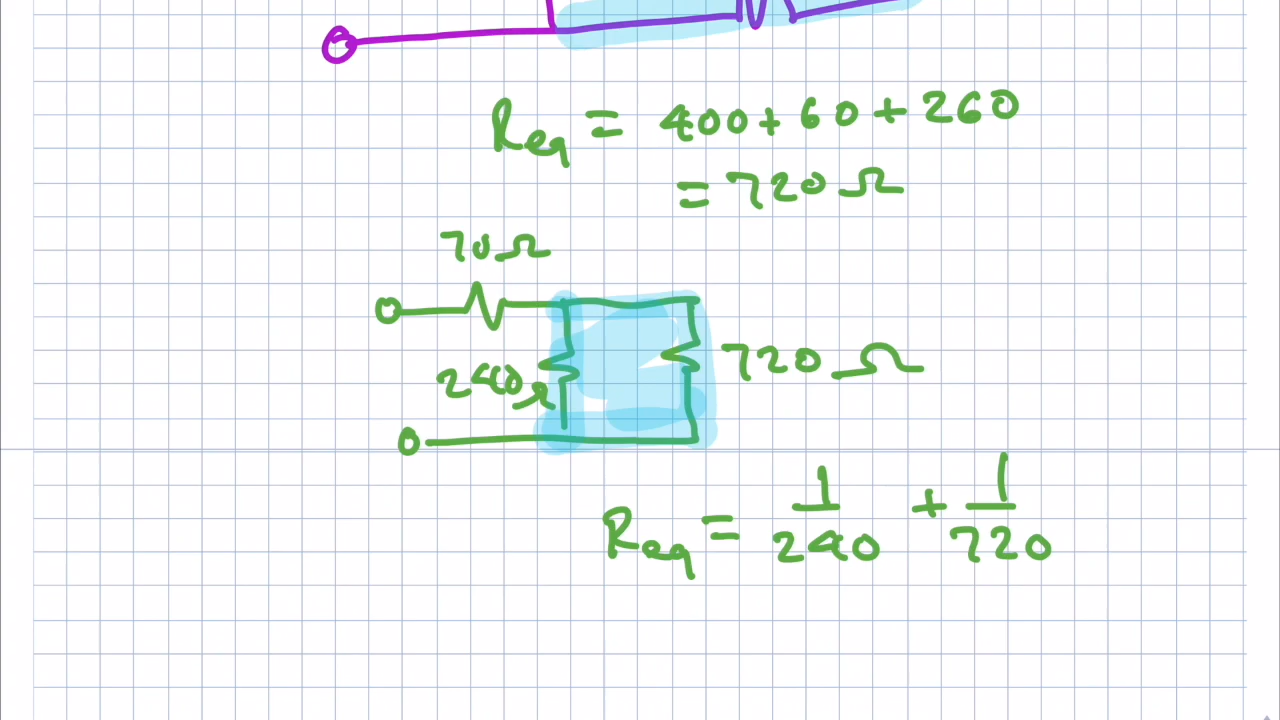 Req = 400 + 60 + 260
= 720 Ω
70 Ω
240 Ω
720 Ω
Req = 1/240 + 1/720